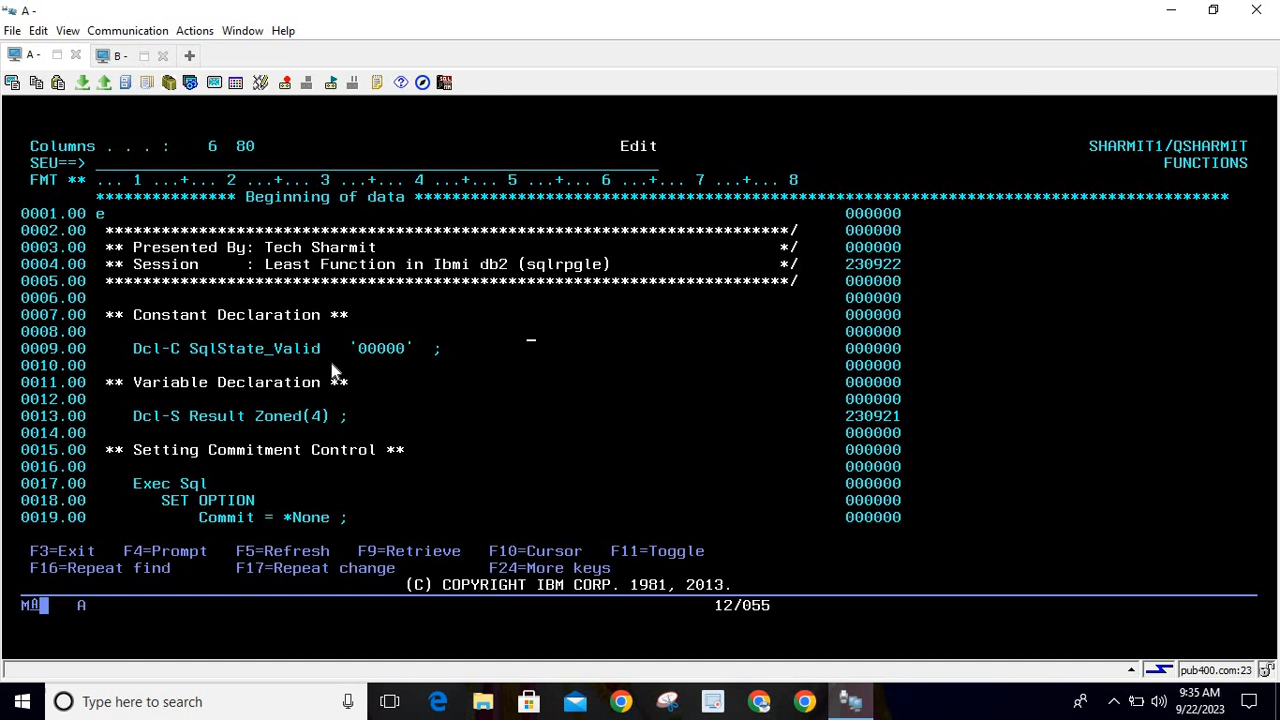 A -
File Edit View Communication Actions Window Help
A - B -
Columns . . . : 6 80 Edit SHARMIT1/QSHARMIT
SEU==> FUNCTIONS
FMT ** ... 1 ...+... 2 ...+... 3 ...+... 4 ...+... 5 ...+... 6 ...+... 7 ...+... 8
*************** Beginning of data ***************************************************************************************
0001.00 e 000000
0002.00 *************************************************************************/ 000000
0003.00 ** Presented By: Tech Sharmit */ 000000
0004.00 ** Session : Least Function in Ibmi db2 (sqlrpgle) */ 230922
0005.00 *************************************************************************/ 000000
0006.00 000000
0007.00 ** Constant Declaration ** 000000
0008.00 000000
0009.00 Dcl-C SqlState_Valid '00000' ; 000000
0010.00 000000
0011.00 ** Variable Declaration ** 000000
0012.00 000000
0013.00 Dcl-S Result Zoned(4) ; 230921
0014.00 000000
0015.00 ** Setting Commitment Control ** 000000
0016.00 000000
0017.00 Exec Sql 000000
0018.00 SET OPTION 000000
0019.00 Commit = *None ; 000000
F3=Exit F4=Prompt F5=Refresh F9=Retrieve F10=Cursor F11=Toggle
F16=Repeat find F17=Repeat change F24=More keys
(C) COPYRIGHT IBM CORP. 1981, 2013.
MA A 12/055
pub400.com:23
Type here to search
9:35 AM
9/22/2023